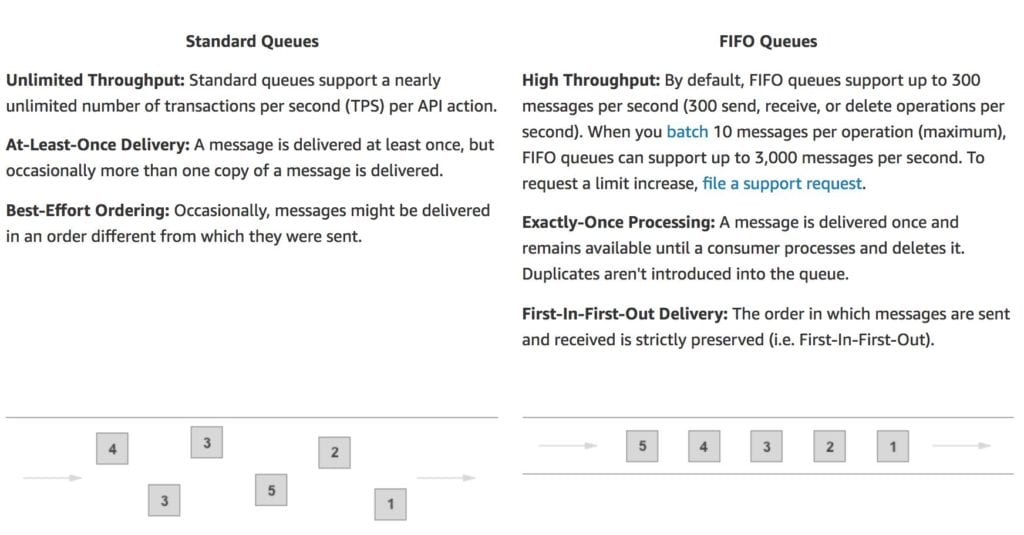 Standard Queues
Unlimited Throughput: Standard queues support a nearly
unlimited number of transactions per second (TPS) per API action.
At-Least-Once Delivery: A message is delivered at least once, but
occasionally more than one copy of a message is delivered.
Best-Effort Ordering: Occasionally, messages might be delivered
in an order different from which they were sent.
4
3
2
3
5
1
FIFO Queues
High Throughput: By default, FIFO queues support up to 300
messages per second (300 send, receive, or delete operations per
second). When you batch 10 messages per operation (maximum),
FIFO queues can support up to 3,000 messages per second. To
request a limit increase, file a support request.
Exactly-Once Processing: A message is delivered once and
remains available until a consumer processes and deletes it.
Duplicates aren't introduced into the queue.
First-In-First-Out Delivery: The order in which messages are sent
and received is strictly preserved (i.e. First-In-First-Out).
5 4 3 2 1